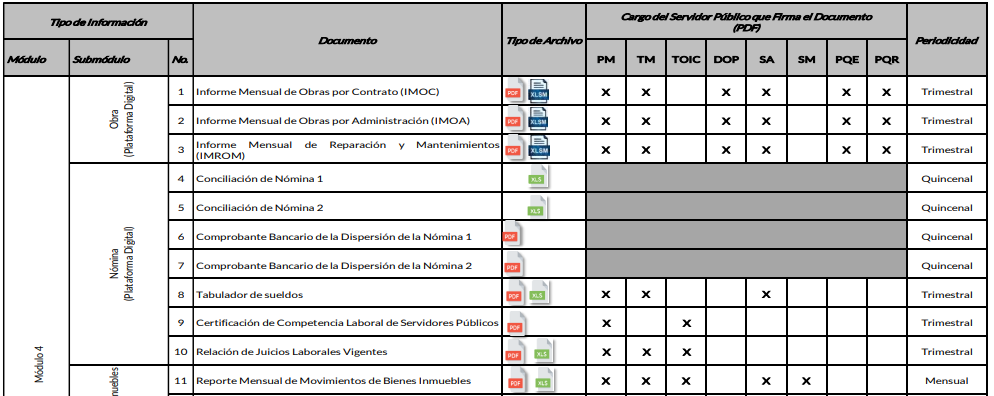 Tipo de Información Documento Tipo de Archivo Cargo del Servidor Público que Firma el Documento
(PDF) Periodicidad
Módulo Submódulo No. PM TM TOIC DOP SA SM PQE PQR
Módulo 4
Obra
(Plataforma Digital)
1 Informe Mensual de Obras por Contrato (IMOC) PDF XLSM X X X X X X Trimestral
2 Informe Mensual de Obras por Administración (IMOA) PDF XLSM X X X X X X Trimestral
3 Informe Mensual de Reparación y Mantenimientos
(IMROM) PDF XLSM X X X X X X Trimestral
Nómina
(Plataforma Digital)
4 Conciliación de Nómina 1 XLS Quincenal
5 Conciliación de Nómina 2 XLS Quincenal
6 Comprobante Bancario de la Dispersión de la Nómina 1 PDF Quincenal
7 Comprobante Bancario de la Dispersión de la Nómina 2 PDF Quincenal
8 Tabulador de sueldos PDF XLS X X X Trimestral
9 Certificación de Competencia Laboral de Servidores Públicos PDF X X Trimestral
10 Relación de Juicios Laborales Vigentes PDF XLS X X X Trimestral
nmuebles
11 Reporte Mensual de Movimientos de Bienes Inmuebles PDF XLS X X X X X Mensual